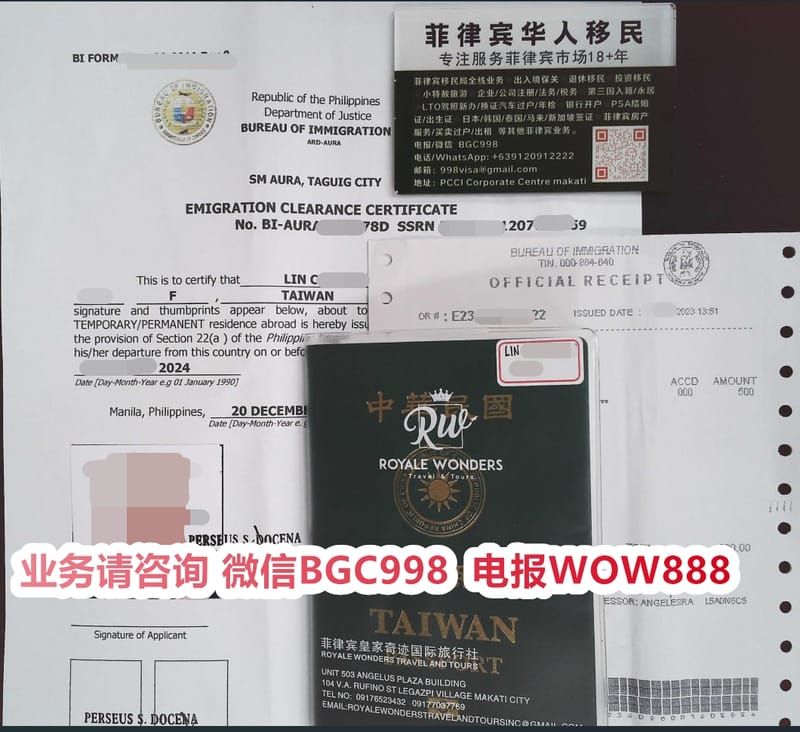 BI FORM
Republic of the Philippines
Department of Justice
BUREAU OF IMMIGRATION
ARD-AURA
SM AURA, TAGUIG CITY
EMIGRATION CLEARANCE CERTIFICATE
No. BI-AURA 78D SSRN 1207 59
This is to certify that LIN C
F , TAIWAN
signature and thumbprints appear below, about to
TEMPORARY/PERMANENT residence abroad is hereby issu
the provision of Section 22(a ) of the Philippi
his/her departure from this country on or befo
2024
Date [Day-Month-Year e.g 01 January 1990]
Manila, Philippines, 20 DECEMB
Date [Day-Month-Year e.g
PERSEUS S. DOCENA
Signature of Applicant
PERSEUS S. DOCENA
菲律宾华人移民
专注服务菲律宾市场18+年
菲律宾移民局全线业务 出入境保关 退休移民 投资移民
小特赦旅游 企业/公司注册/法务/税务 第三国入籍/永居
LTO驾照新办/换证汽车过户/年检 银行开户 PSA结婚
证/出生证 日本/韩国/泰国/马来/新加坡签证 菲律宾房产
服务/买卖过户/出租 等其他菲律宾业务。
电报/微信 BGC998
电话/WhatsApp: +639120912222
邮箱: 998visa@gmail.com
地址: PCCI Corporate Centre makati
BUREAU OF IMMIGRATION
TIN. 000-864-640
OFFICIAL RECEIPT
OR # : E23 22 ISSUED DATE : 2023 13:51
ACCD AMOUNT
000 500
LIN
中華民國
RW
ROYALE WONDERS
Travel & Tours
业务请咨询 微信BGC998 电报WOW888
TAIWAN
菲律宾皇家奇迹国际旅行社
ROYALE WONDERS TRAVEL AND TOURS
UNIT 503 ANGELUS PLAZA BUILDING
104 V.A. RUFINO ST LEGAZPI VILLAGE MAKATI CITY
TEL NO: 09176523432 09177037769
EMAIL:ROYALEWONDERSTRAVELANDTOURSINC@GMAIL.COM